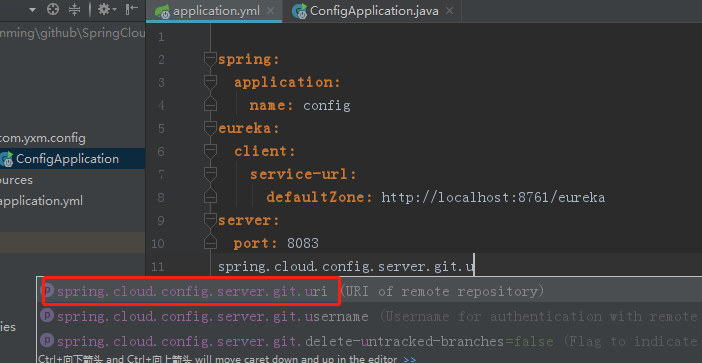 application.yml
ConfigApplication.java
nming\github\SpringClou
com.yxm.config
ConfigApplication
ources
application.yml
ies
1
2 spring:
3 application:
4 name: config
5 eureka:
6 client:
7 service-url:
8 defaultZone: http://localhost:8761/eureka
9 server:
10 port: 8083
11 spring.cloud.config.server.git.u
spring.cloud.config.server.git.uri (URI of remote repository)
spring.cloud.config.server.git.username (Username for authentication with remote
spring.cloud.config.server.git.delete-untracked-branches=false (Flag to indicate
Ctrl+向下箭头 and Ctrl+向上箭头 will move caret down and up in the editor >>